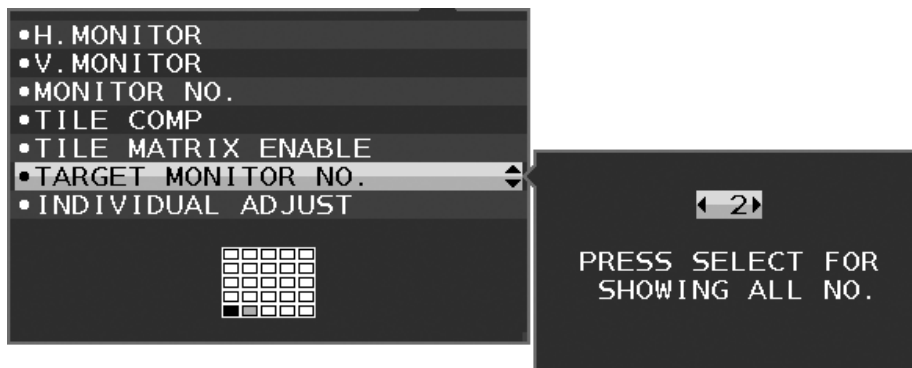 •H.MONITOR
•V.MONITOR
•MONITOR NO.
•TILE COMP
•TILE MATRIX ENABLE
•TARGET MONITOR NO.
•INDIVIDUAL ADJUST
2
PRESS SELECT FOR
SHOWING ALL NO.